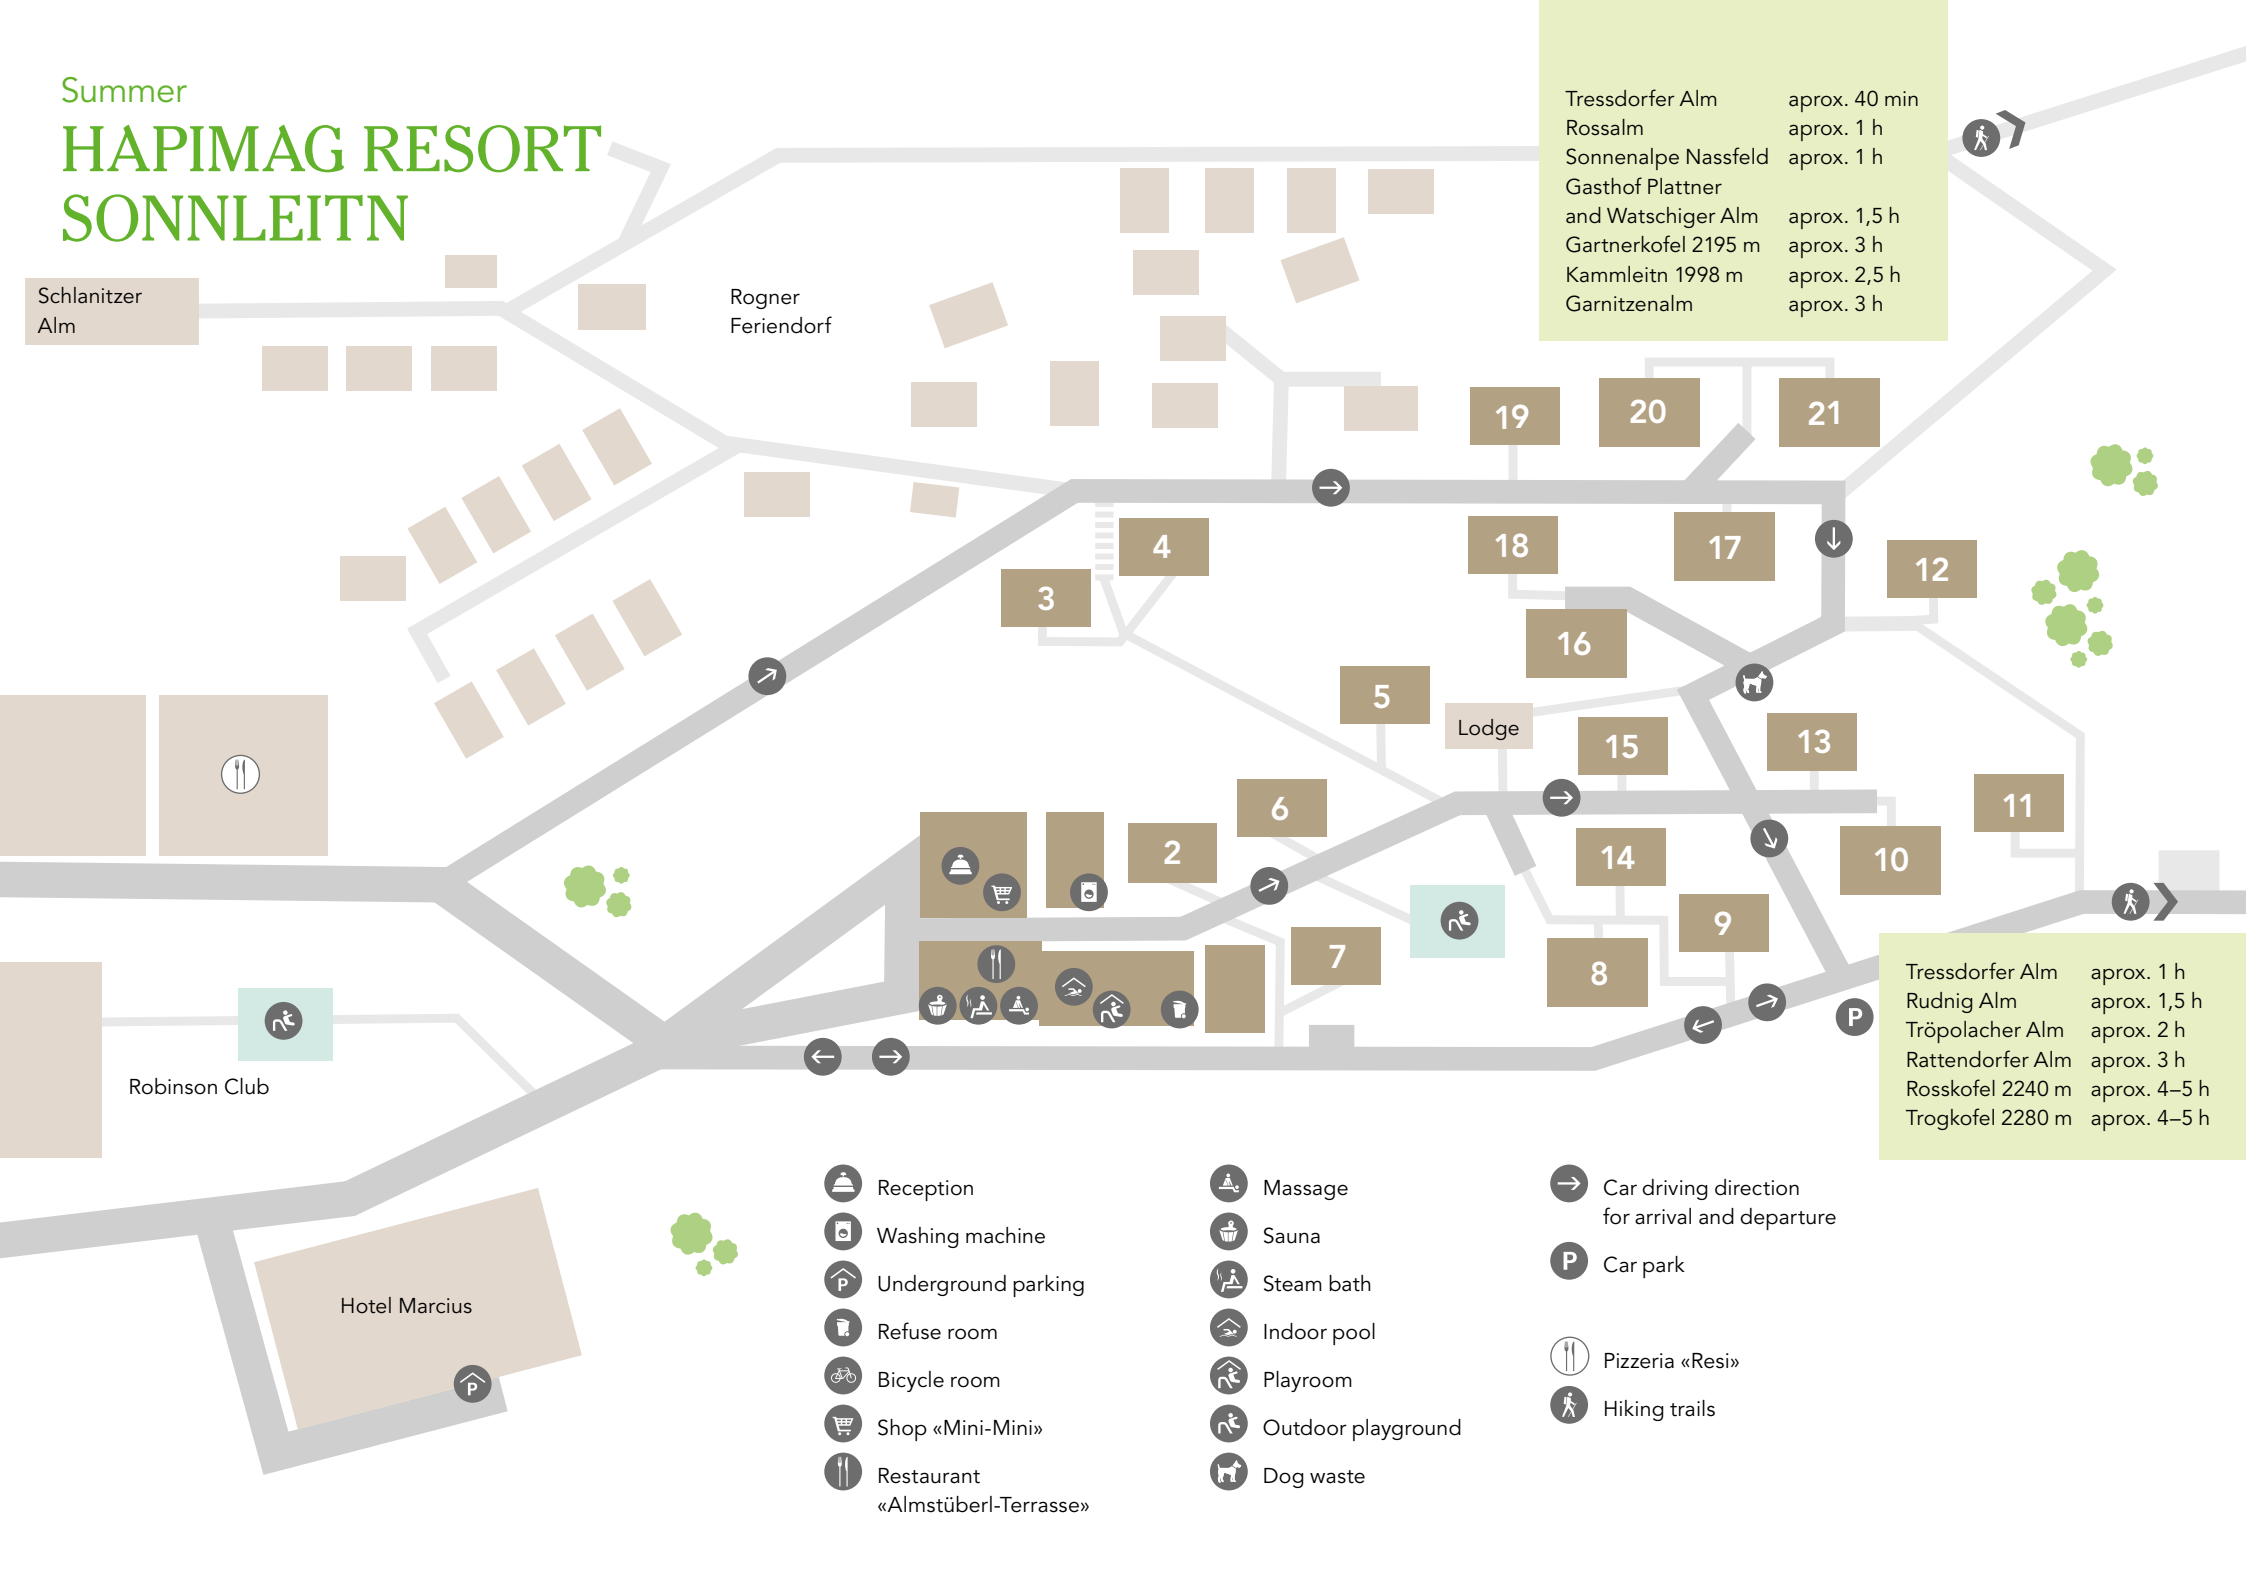 Summer
HAPIMAG RESORT
SONNLEITN
Tressdorfer Alm aprox. 40 min
Rossalm aprox. 1 h
Sonnenalpe Nassfeld aprox. 1 h
Gasthof Plattner
and Watschiger Alm aprox. 1,5 h
Gartnerkofel 2195 m aprox. 3 h
Kammleitn 1998 m aprox. 2,5 h
Garnitzenalm aprox. 3 h
Schlanitzer
Alm
Rogner
Feriendorf
19
20
21
4
18
17
12
3
16
5
Lodge
15
13
6
11
2
14
10
9
7
8
P
Robinson Club
Tressdorfer Alm aprox. 1 h
Rudnig Alm aprox. 1,5 h
Tröpolacher Alm aprox. 2 h
Rattendorfer Alm aprox. 3 h
Rosskofel 2240 m aprox. 4–5 h
Trogkofel 2280 m aprox. 4–5 h
Hotel Marcius
P
Reception
Washing machine
P Underground parking
Refuse room
Bicycle room
Shop «Mini-Mini»
Restaurant
«Almstüberl-Terrasse»
Massage
Sauna
Steam bath
Indoor pool
Playroom
Outdoor playground
Dog waste
Car driving direction
for arrival and departure
P Car park
Pizzeria «Resi»
Hiking trails